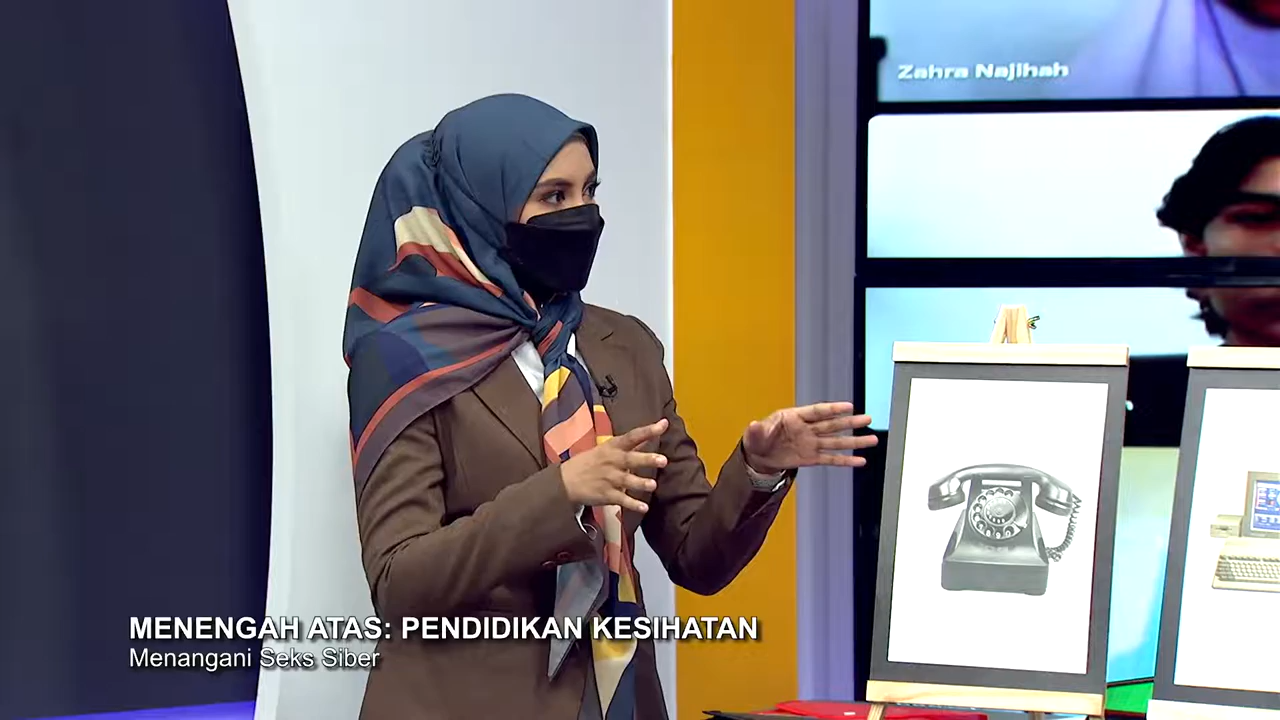 Zahra Najihah
MENENGAH ATAS: PENDIDIKAN KESIHATAN
Menangani Seks Siber